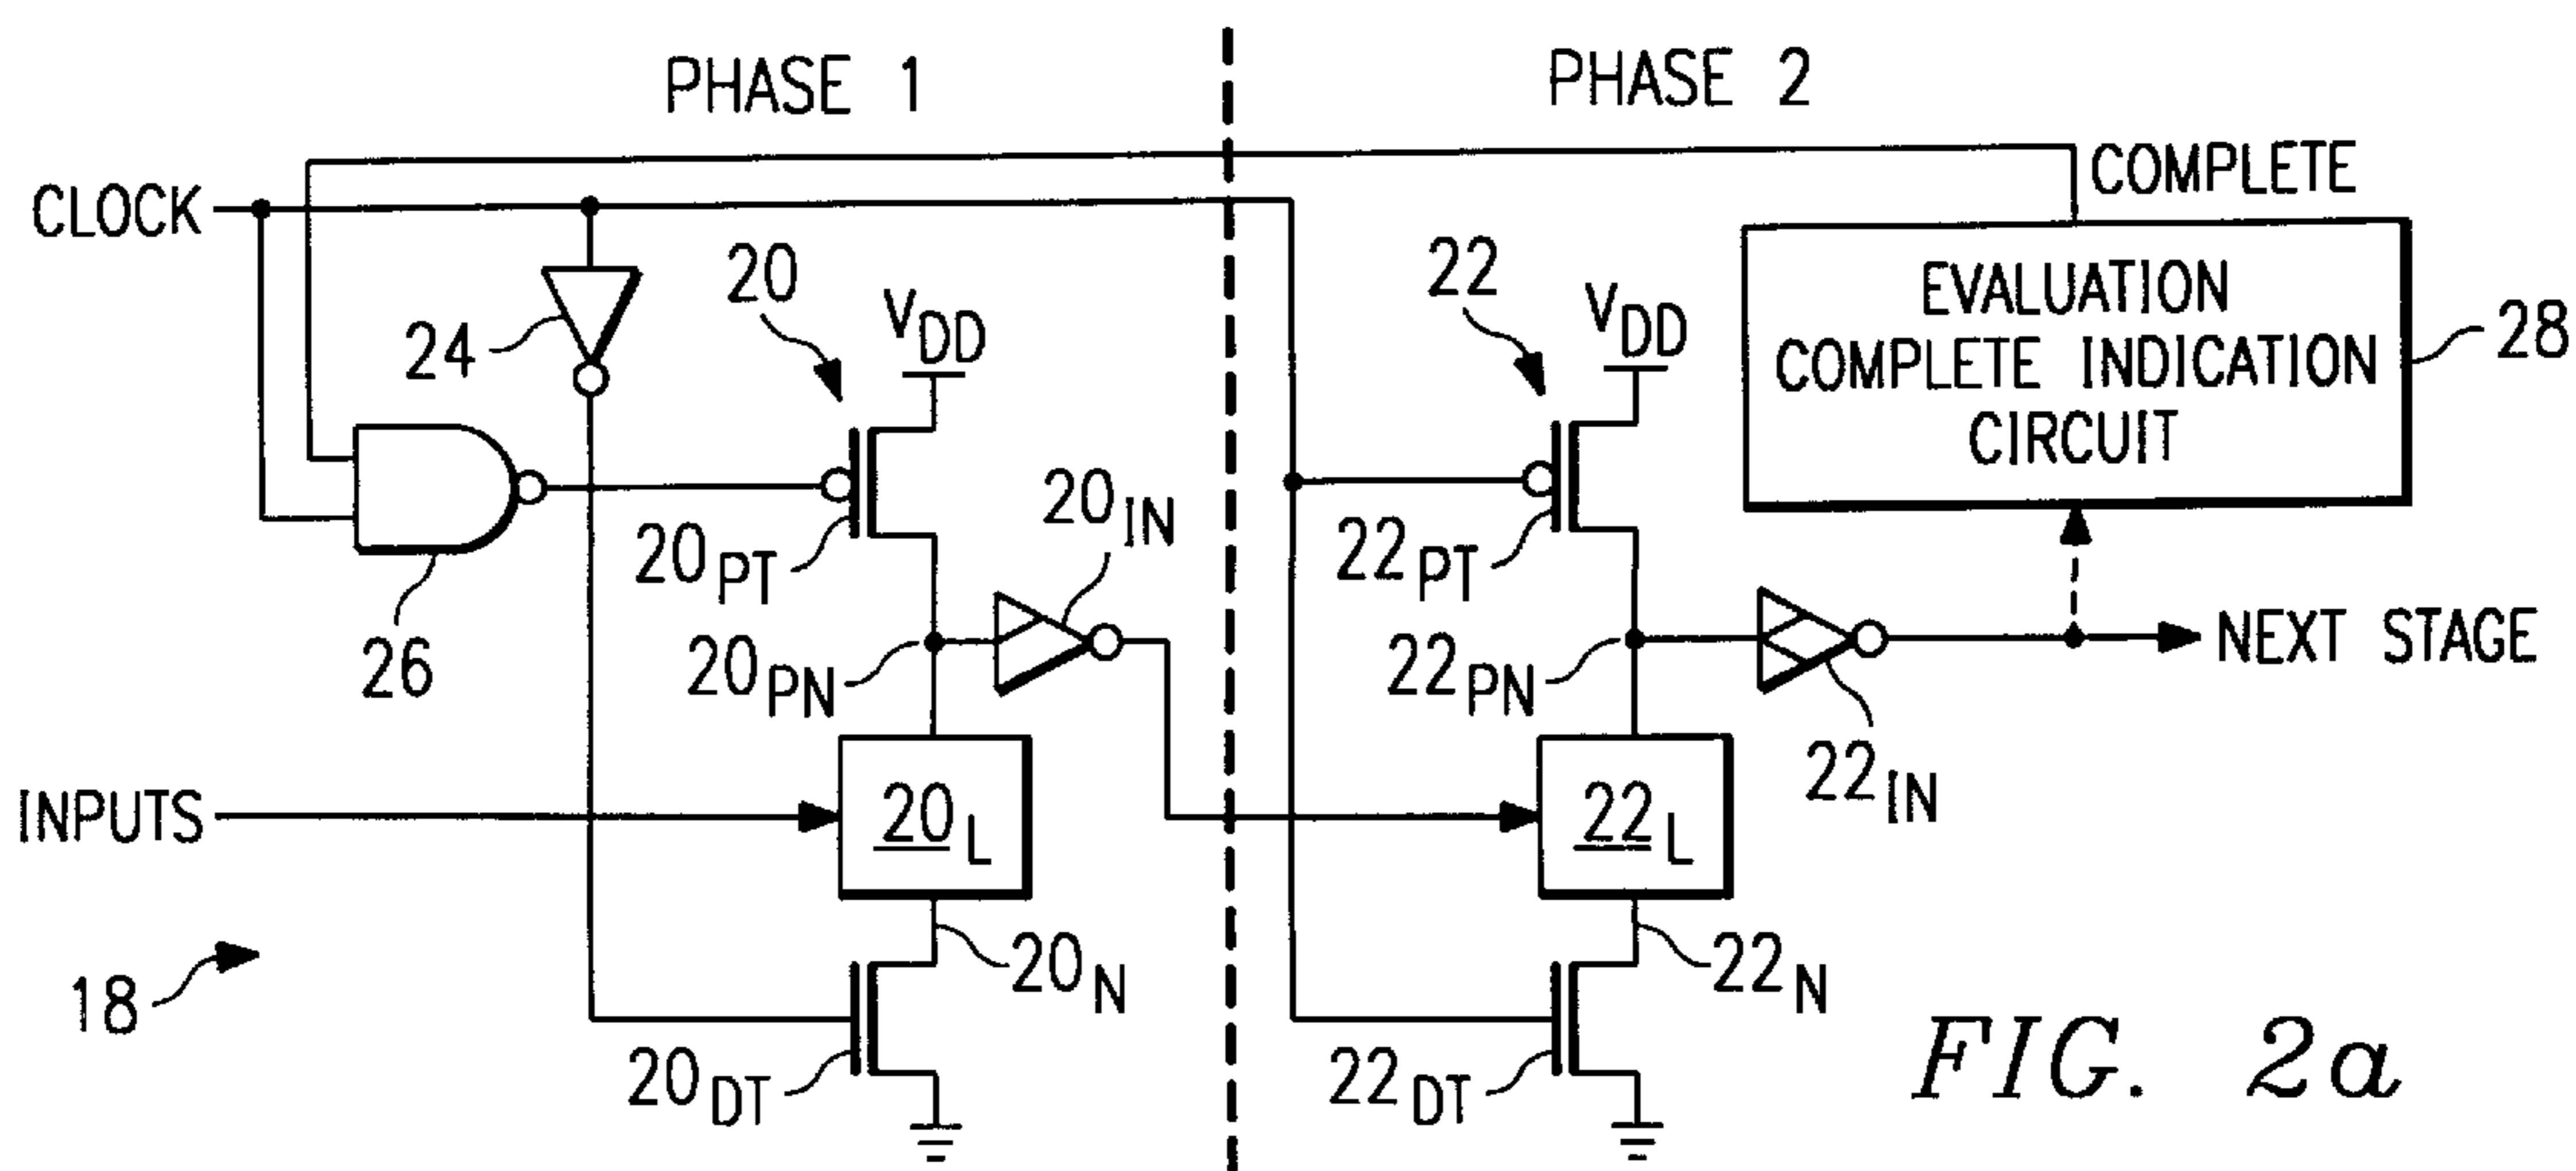 PHASE 1
PHASE 2
COMPLETE
CLOCK
20
VDD
22
VDD
EVALUATION
COMPLETE INDICATION
CIRCUIT
28
24
26
20PT
20IN
22PT
20PN
22PN
NEXT STAGE
22IN
INPUTS
20L
22L
20N
22N
18
20DT
22DT
FIG. 2a